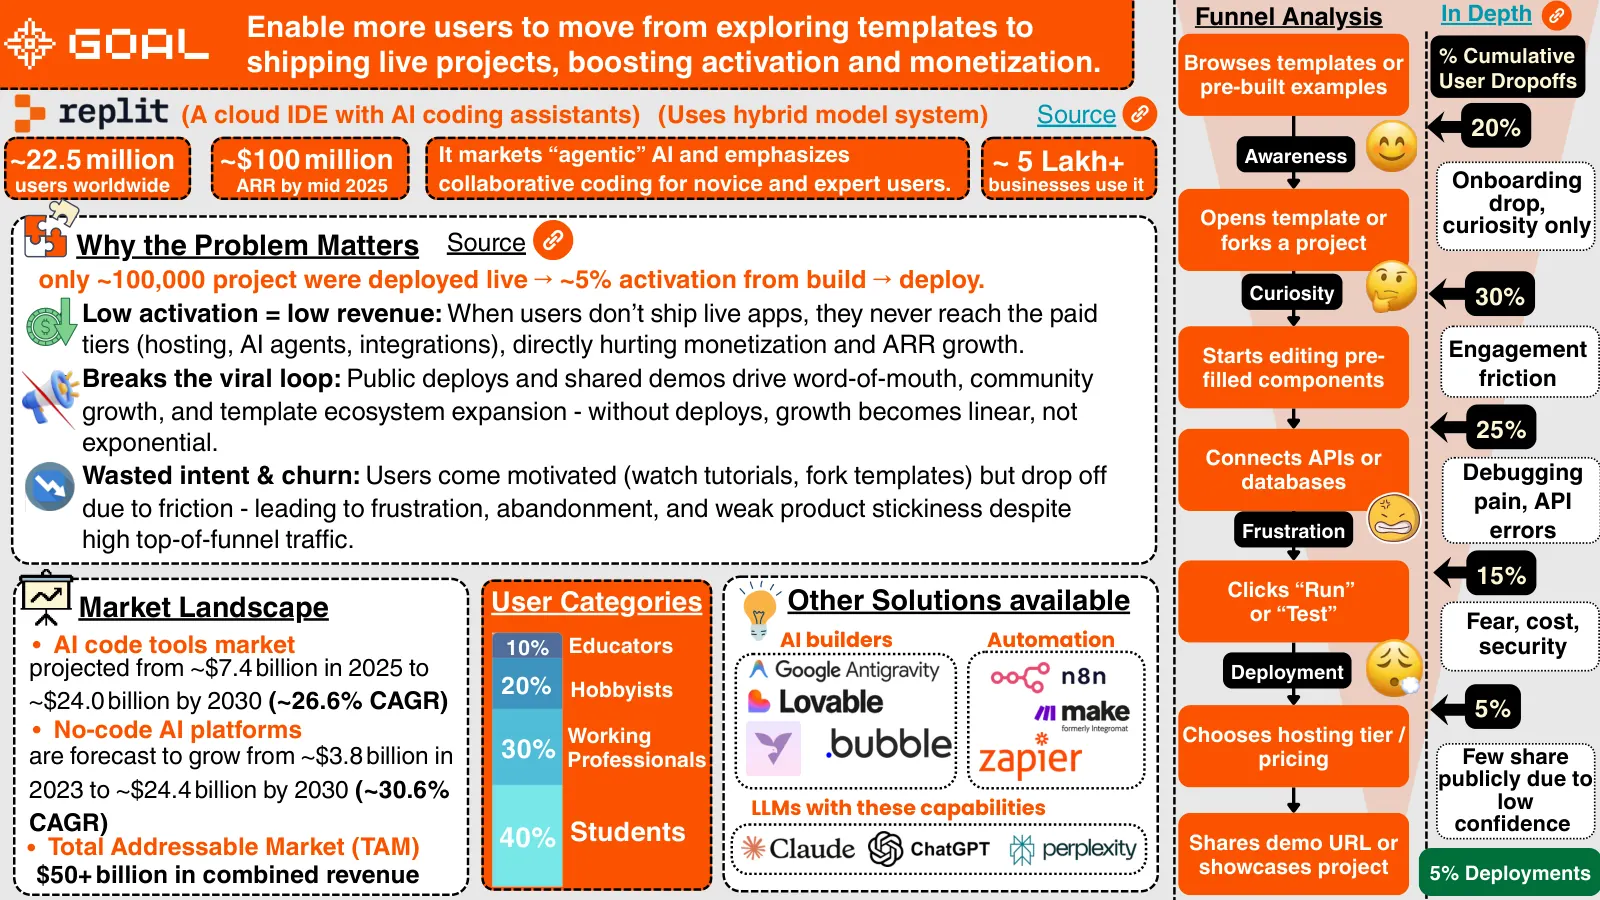 GOAL
Enable more users to move from exploring templates to
shipping live projects, boosting activation and monetization.
replit (A cloud IDE with AI coding assistants) (Uses hybrid model system)
Source
~22.5 million
users worldwide
~$100 million
ARR by mid 2025
It markets “agentic” AI and emphasizes
collaborative coding for novice and expert users.
~ 5 Lakh+
businesses use it
Why the Problem Matters
Source
only ~100,000 project were deployed live → ~5% activation from build → deploy.
Low activation = low revenue: When users don’t ship live apps, they never reach the paid
tiers (hosting, AI agents, integrations), directly hurting monetization and ARR growth.
Breaks the viral loop: Public deploys and shared demos drive word-of-mouth, community
growth, and template ecosystem expansion - without deploys, growth becomes linear, not
exponential.
Wasted intent & churn: Users come motivated (watch tutorials, fork templates) but drop off
due to friction - leading to frustration, abandonment, and weak product stickiness despite
high top-of-funnel traffic.
Market Landscape
• AI code tools market
projected from ~$7.4 billion in 2025 to
~$24.0 billion by 2030 (~26.6% CAGR)
• No-code AI platforms
are forecast to grow from ~$3.8 billion in
2023 to ~$24.4 billion by 2030 (~30.6%
CAGR)
• Total Addressable Market (TAM)
$50+ billion in combined revenue
User Categories
10% Educators
20% Hobbyists
30% Working
Professionals
40% Students
Other Solutions available
AI builders
Google Antigravity
Lovable
.bubble
Automation
n8n
make
formerly Integromat
zapier
LLMs with these capabilities
Claude
ChatGPT
perplexity
Funnel Analysis
Browses templates or
pre-built examples
Awareness
Opens template or
forks a project
Curiosity
Starts editing pre-
filled components
Connects APIs or
databases
Frustration
Clicks “Run”
or “Test”
Deployment
Chooses hosting tier /
pricing
Shares demo URL or
showcases project
In Depth
% Cumulative
User Dropoffs
20%
Onboarding
drop,
curiosity only
30%
Engagement
friction
25%
Debugging
pain, API
errors
15%
Fear, cost,
security
5%
Few share
publicly due to
low
confidence
5% Deployments